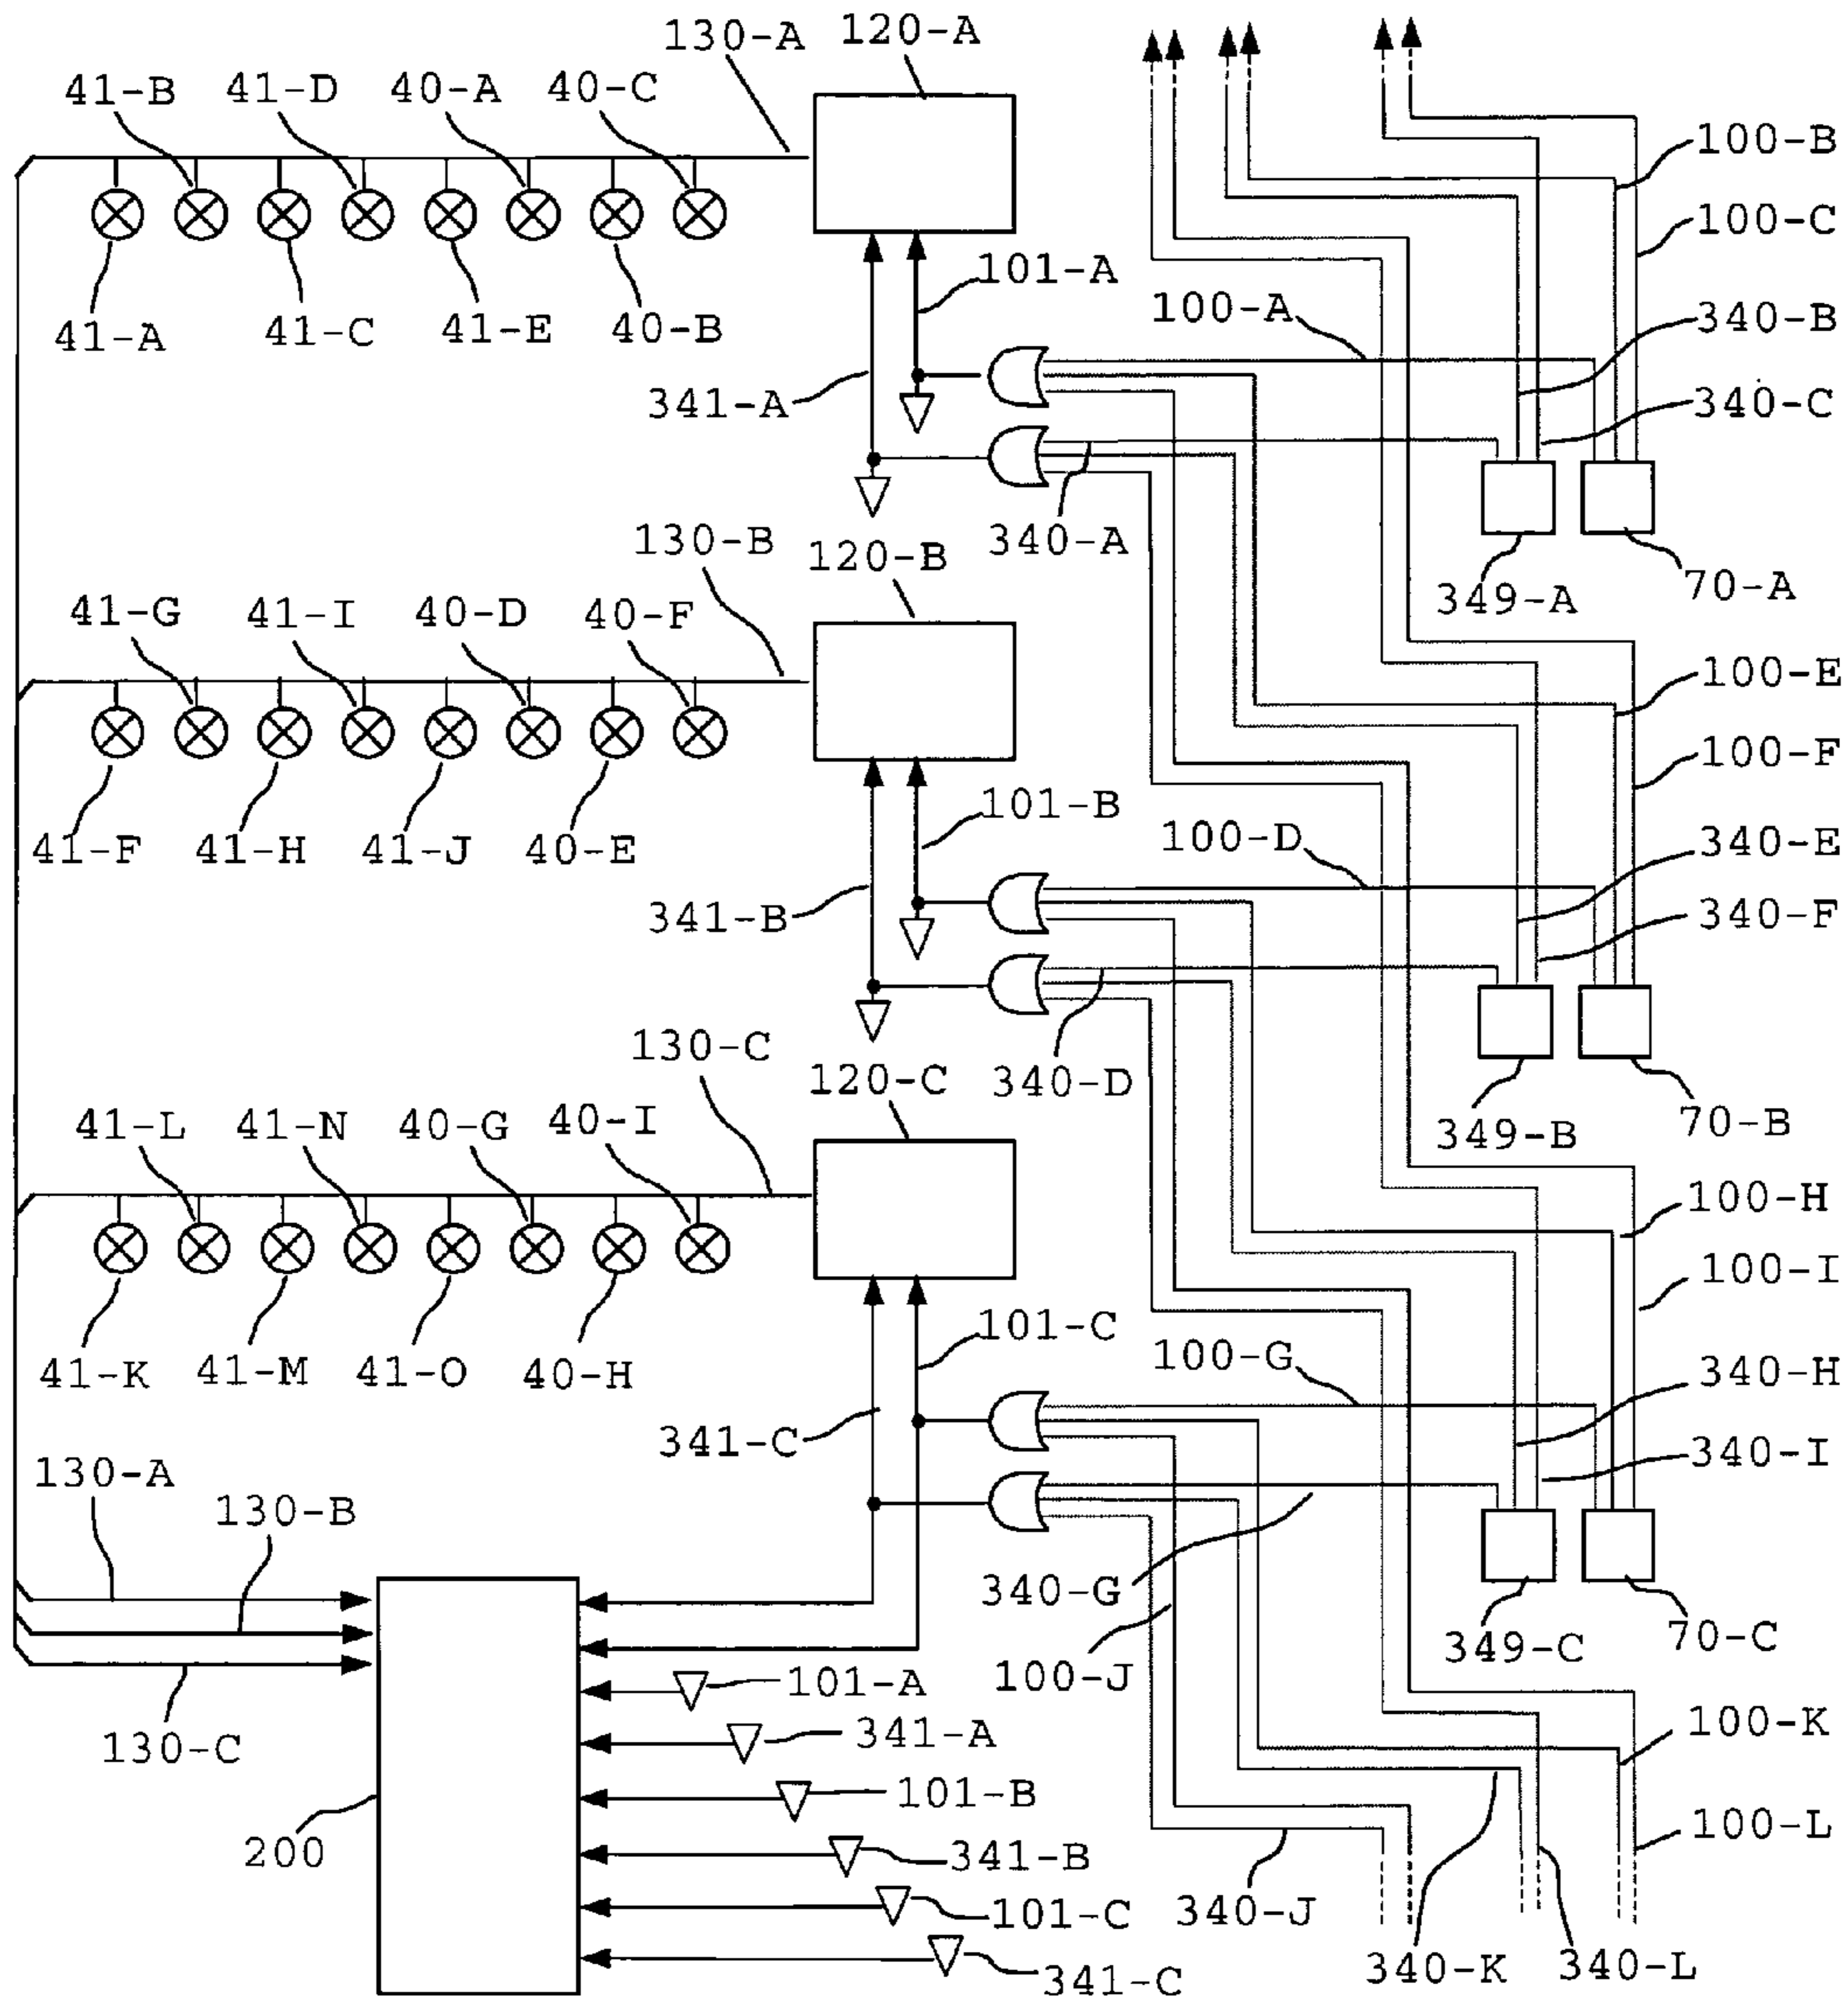 130-A 120-A
41-B 41-D 40-A 40-C
100-B
100-C
101-A
100-A
41-A 41-C 41-E 40-B
340-B
341-A
340-C
340-A
130-B 120-B
349-A 70-A
41-G 41-I 40-D 40-F
100-E
100-F
101-B
100-D
340-E
41-F 41-H 41-J 40-E
341-B
340-F
130-C
120-C 340-D
41-L 41-N 40-G 40-I
349-B 70-B
100-H
100-I
101-C
100-G
340-H
41-K 41-M 41-O 40-H
341-C
340-I
130-A
130-B
340-G
349-C 70-C
100-J
101-A
100-K
341-A
130-C
101-B
100-L
200
341-B
101-C
340-J
340-K 340-L
341-C